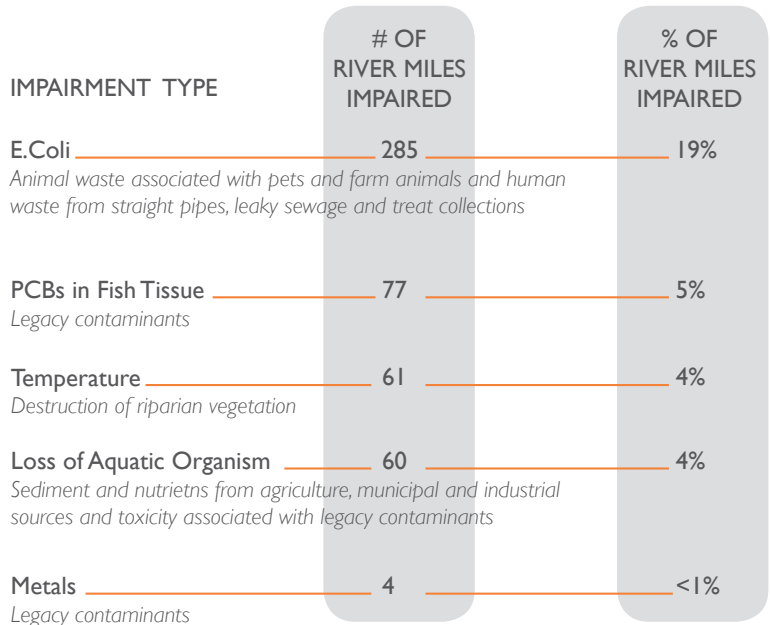 # OF
RIVER MILES
IMPAIRED
% OF
RIVER MILES
IMPAIRED
IMPAIRMENT TYPE
E.Coli 285 19%
Animal waste associated with pets and farm animals and human
waste from straight pipes, leaky sewage and treat collections
PCBs in Fish Tissue 77 5%
Legacy contaminants
Temperature 61 4%
Destruction of riparian vegetation
Loss of Aquatic Organism 60 4%
Sediment and nutrietns from agriculture, municipal and industrial
sources and toxicity associated with legacy contaminants
Metals 4 <1%
Legacy contaminants